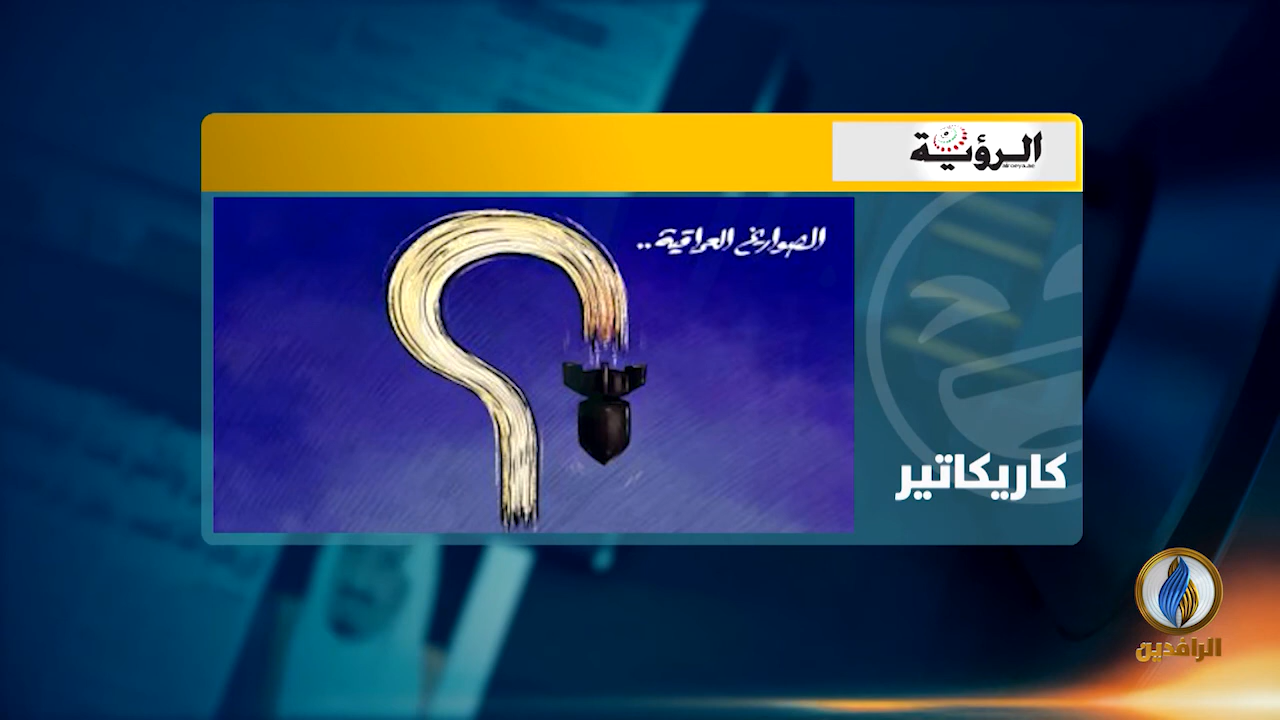 الرؤية
الصواريخ العراقية..
كاريكاتير
الرافدين